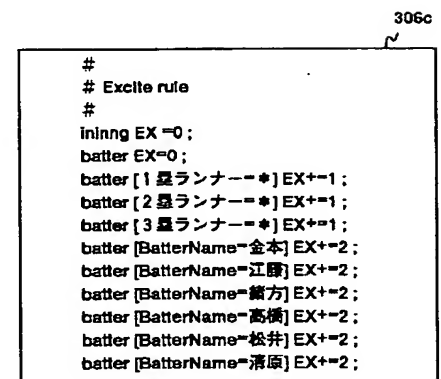 306c
#
# Excite rule
#
ininng EX =0 ;
batter EX=0 ;
batter [1塁ランナー=*] EX+=1 ;
batter [2塁ランナー=*] EX+=1 ;
batter [3塁ランナー=*] EX+=1 ;
batter [BatterName=金本] EX+=2 ;
batter [BatterName=江藤] EX+=2 ;
batter [BatterName=緒方] EX+=2 ;
batter [BatterName=高橋] EX+=2 ;
batter [BatterName=松井] EX+=2 ;
batter [BatterName=清原] EX+=2 ;